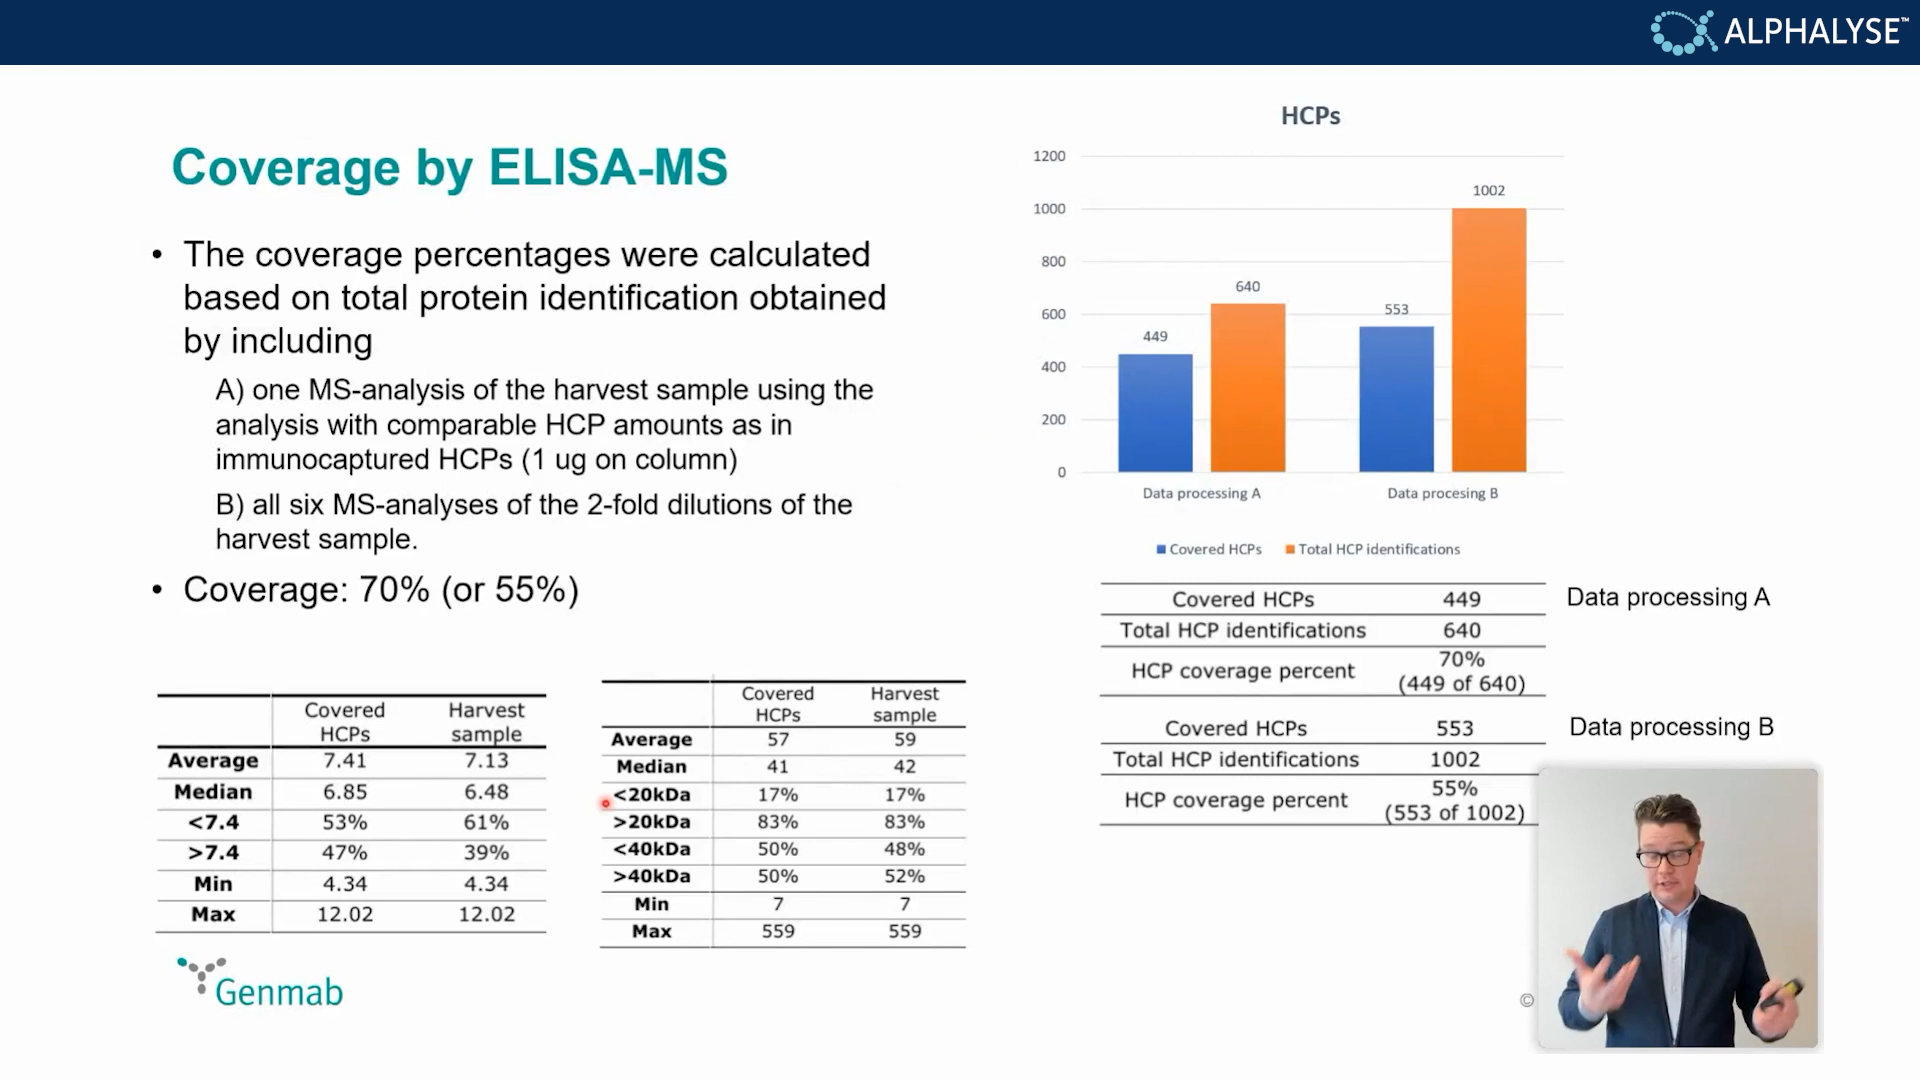 ALPHALYSE™
Coverage by ELISA-MS
• The coverage percentages were calculated
based on total protein identification obtained
by including
A) one MS-analysis of the harvest sample using the
analysis with comparable HCP amounts as in
immunocaptured HCPs (1 ug on column)
B) all six MS-analyses of the 2-fold dilutions of the
harvest sample.
• Coverage: 70% (or 55%)
Covered HCPs Harvest sample
Average 7.41 7.13
Median 6.85 6.48
<7.4 53% 61%
>7.4 47% 39%
Min 4.34 4.34
Max 12.02 12.02
Covered HCPs Harvest sample
Average 57 59
Median 41 42
<20kDa 17% 17%
>20kDa 83% 83%
<40kDa 50% 48%
>40kDa 50% 52%
Min 7 7
Max 559 559
Genmab
HCPs
1200
1000
800
600
400
200
0
449
640
553
1002
Data processing A
Data procesing B
Covered HCPs Total HCP identifications
Covered HCPs 449
Total HCP identifications 640
HCP coverage percent 70%
(449 of 640)
Data processing A
Covered HCPs 553
Total HCP identifications 1002
HCP coverage percent 55%
(553 of 1002)
Data processing B
©